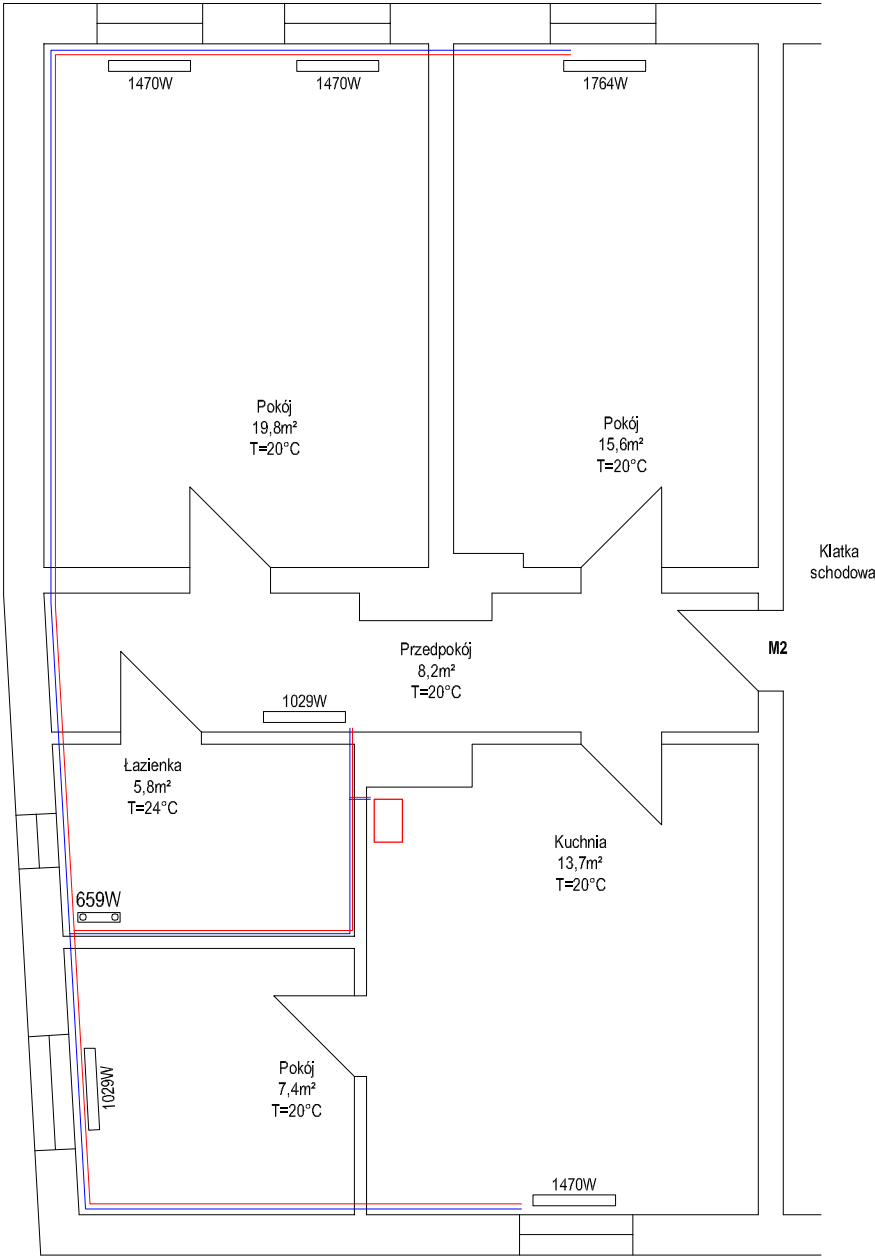 1470W
1470W
1764W
Pokój
19,8m²
T=20°C
Pokój
15,6m²
T=20°C
Klatka
schodowa
M2
Przedpokój
8,2m²
T=20°C
1029W
Łazienka
5,8m²
T=24°C
659W
Kuchnia
13,7m²
T=20°C
1029W
Pokój
7,4m²
T=20°C
1470W